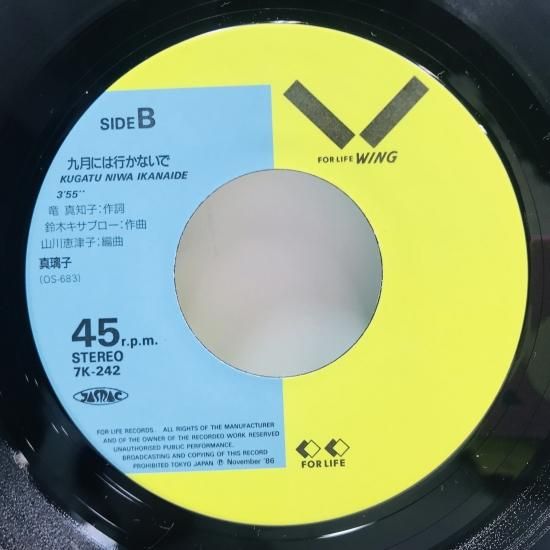 SIDE B
九月には行かないで
KUGATU NIWA IKANAIDE
3'55''
竜 真知子:作詞
鈴木キサブロー:作曲
山川恵津子:編曲
真璃子
(OS-683)
45 r.p.m.
STEREO
7K-242
JASRAC
FOR LIFE RECORDS. ALL RIGHTS OF THE MANUFACTURER
AND OF THE OWNER OF THE RECORDED WORK RESERVED
UNAUTHORISED PUBLIC PERFORMANCE.
BROADCASTING AND COPYING OF THIS RECORD
PROHIBITED TOKYO JAPAN Ⓟ November '86
FOR LIFE WING
FOR LIFE